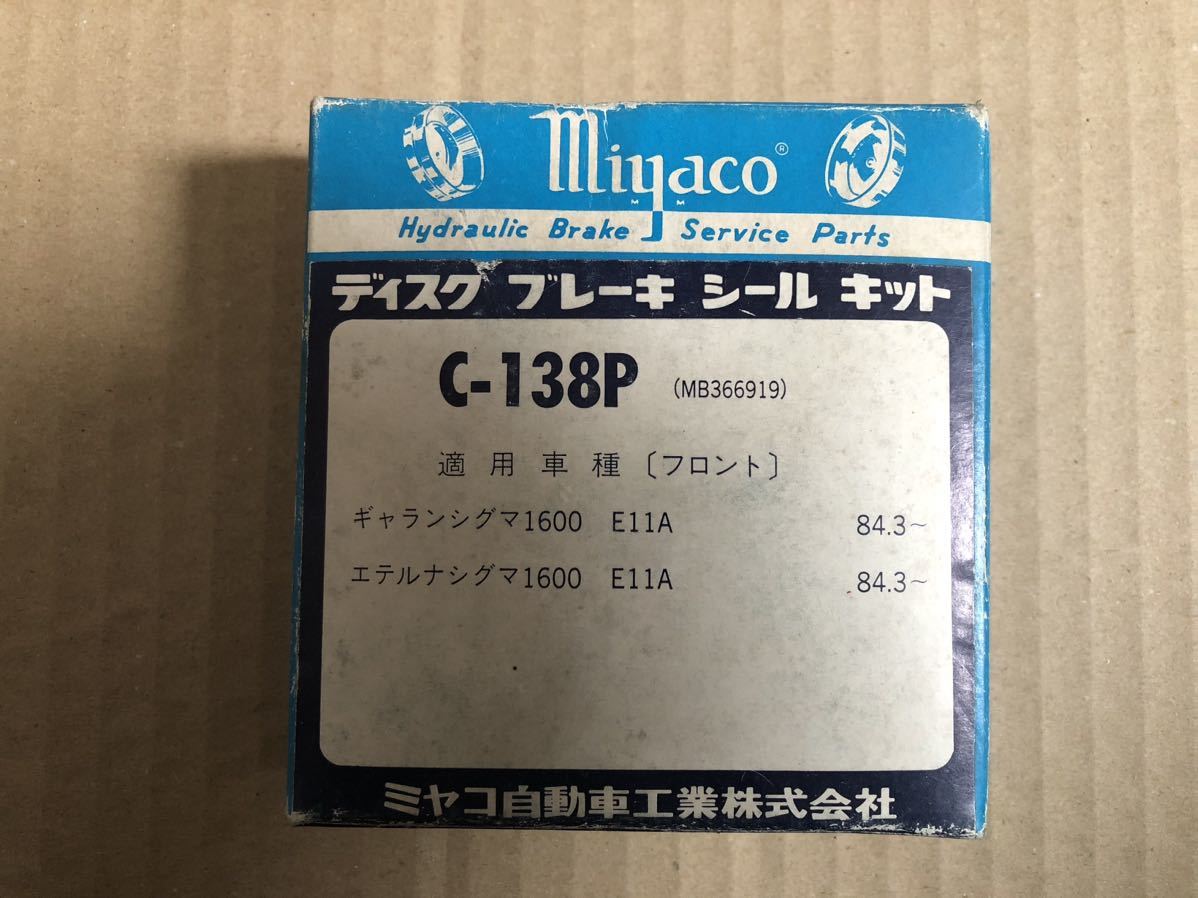 Miyaco®
M M
Hydraulic Brake Service Parts
ディスク ブレーキ シール キット
C-138P (MB366919)
適用車種〔フロント〕
ギャランシグマ1600 E11A 84.3~
エテルナシグマ1600 E11A 84.3~
ミヤコ自動車工業株式会社